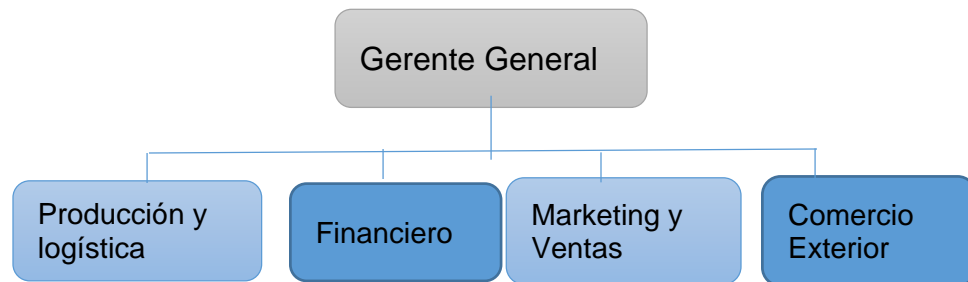 Gerente General
Producción y
logística
Financiero
Marketing y
Ventas
Comercio
Exterior